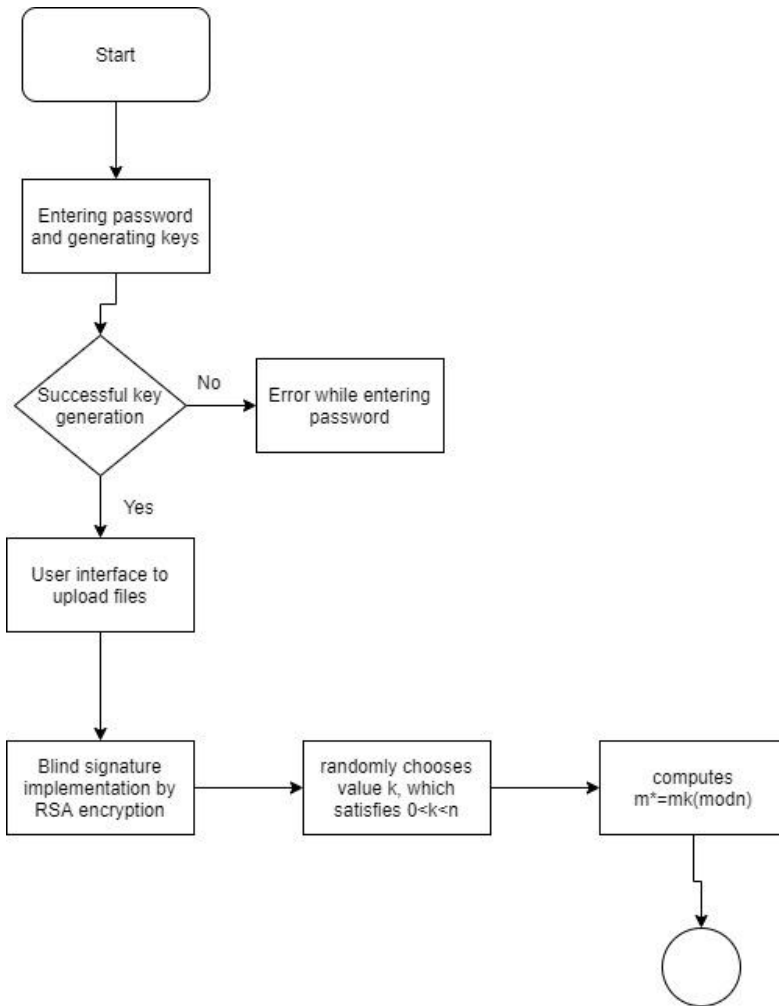 Start
Entering password
and generating keys
Successful key
generation
No
Error while entering
password
Yes
User interface to
upload files
Blind signature
implementation by
RSA encryption
randomly chooses
value k, which
satisfies 0<k<n
computes
m*=mk(modn)